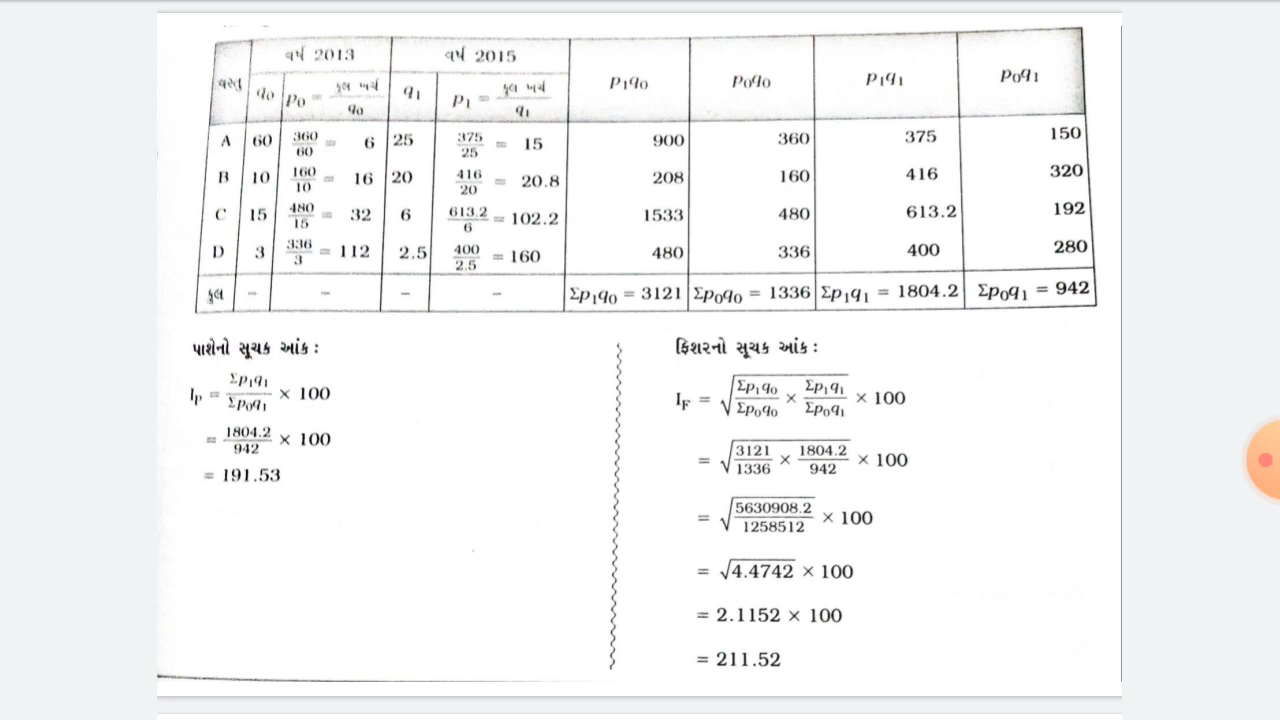 વર્ષ 2013 વર્ષ 2015
વસ્તુ q₀ p₀ = કુલ ખર્ચ/q₀ q₁ p₁ = કુલ ખર્ચ/q₁ p₁q₀ p₀q₀ p₁q₁ p₀q₁
A 60 360/60 = 6 25 375/25 = 15 900 360 375 150
B 10 160/10 = 16 20 416/20 = 20.8 208 160 416 320
C 15 480/15 = 32 6 613.2/6 = 102.2 1533 480 613.2 192
D 3 336/3 = 112 2.5 400/2.5 = 160 480 336 400 280
કુલ – – – – Σp₁q₀ = 3121 Σp₀q₀ = 1336 Σp₁q₁ = 1804.2 Σp₀q₁ = 942
પાશેનો સૂચક આંક :
Iₚ = Σp₁q₁/Σp₀q₁ × 100
= 1804.2/942 × 100
= 191.53
ફિશરનો સૂચક આંક :
I_F = √(Σp₁q₀/Σp₀q₀ × Σp₁q₁/Σp₀q₁) × 100
= √(3121/1336 × 1804.2/942) × 100
= √(5630908.2/1258512) × 100
= √4.4742 × 100
= 2.1152 × 100
= 211.52